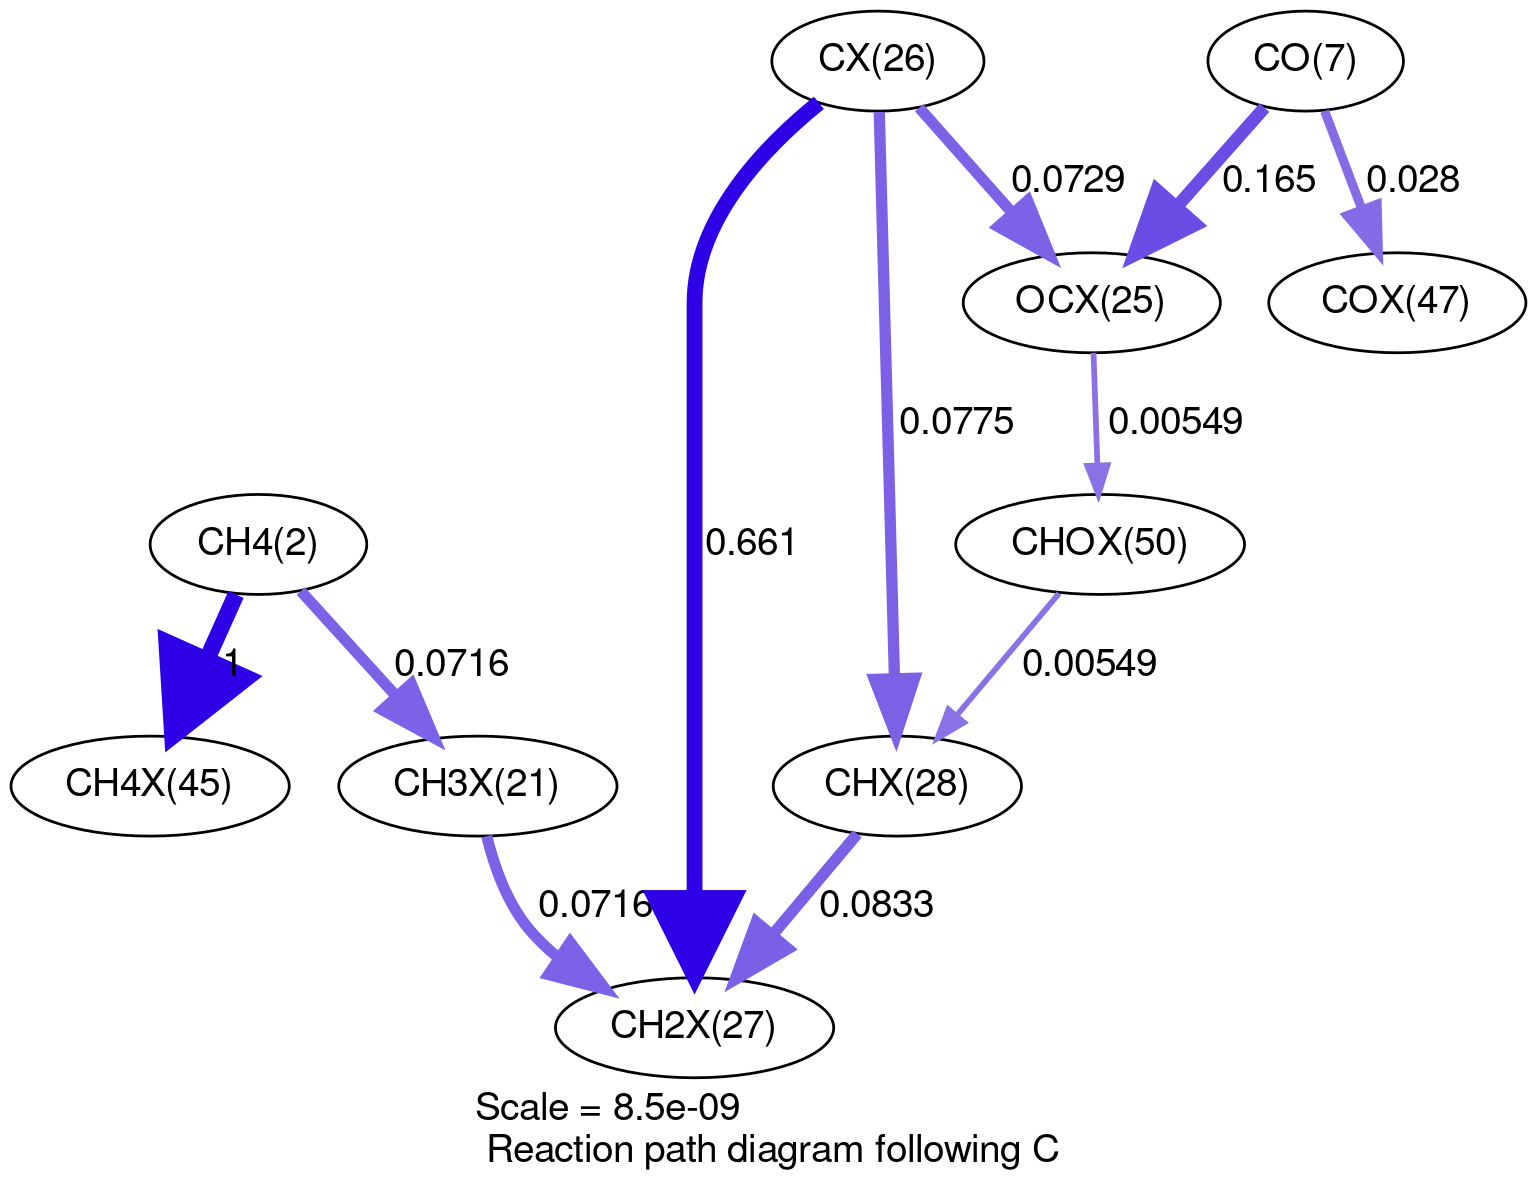 CX(26)
CO(7)
0.0729
0.165
0.028
OCX(25)
COX(47)
0.0775
0.00549
CH4(2)
0.661
CHOX(50)
1
0.0716
0.00549
CH4X(45)
CH3X(21)
CHX(28)
0.0716
0.0833
CH2X(27)
Scale = 8.5e-09
Reaction path diagram following C